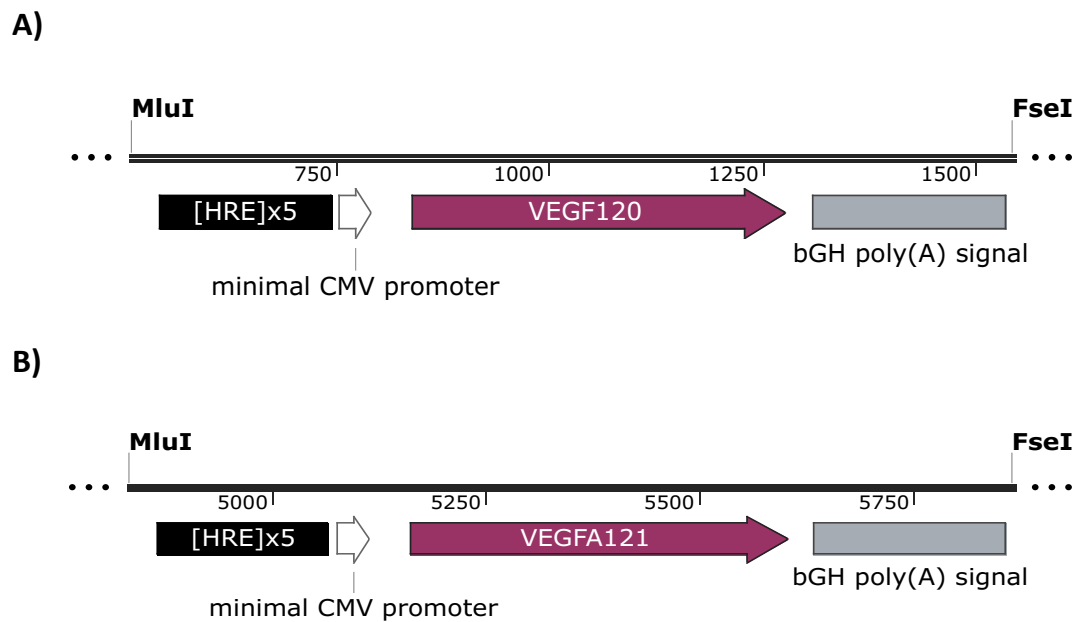 A)
MluI FseI
750 1000 1250 1500
[HRE]x5 VEGF120
bGH poly(A) signal
minimal CMV promoter
B)
MluI FseI
5000 5250 5500 5750
[HRE]x5 VEGFA121
bGH poly(A) signal
minimal CMV promoter